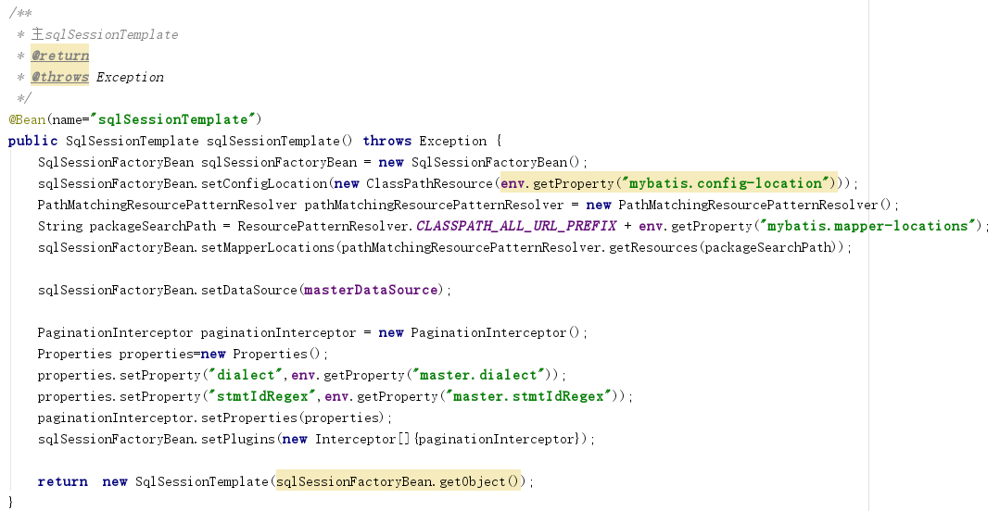 /**
 * 主sqlSessionTemplate
 * @return
 * @throws Exception
 */
@Bean(name="sqlSessionTemplate")
public SqlSessionTemplate sqlSessionTemplate() throws Exception {
    SqlSessionFactoryBean sqlSessionFactoryBean = new SqlSessionFactoryBean();
    sqlSessionFactoryBean.setConfigLocation(new ClassPathResource(env.getProperty("mybatis.config-location")));
    PathMatchingResourcePatternResolver pathMatchingResourcePatternResolver = new PathMatchingResourcePatternResolver();
    String packageSearchPath = ResourcePatternResolver.CLASSPATH_ALL_URL_PREFIX + env.getProperty("mybatis.mapper-locations");
    sqlSessionFactoryBean.setMapperLocations(pathMatchingResourcePatternResolver.getResources(packageSearchPath));
    sqlSessionFactoryBean.setDataSource(masterDataSource);
    PaginationInterceptor paginationInterceptor = new PaginationInterceptor();
    Properties properties=new Properties();
    properties.setProperty("dialect",env.getProperty("master.dialect"));
    properties.setProperty("stmtIdRegex",env.getProperty("master.stmtIdRegex"));
    paginationInterceptor.setProperties(properties);
    sqlSessionFactoryBean.setPlugins(new Interceptor[]{paginationInterceptor});
    return  new SqlSessionTemplate(sqlSessionFactoryBean.getObject());
}